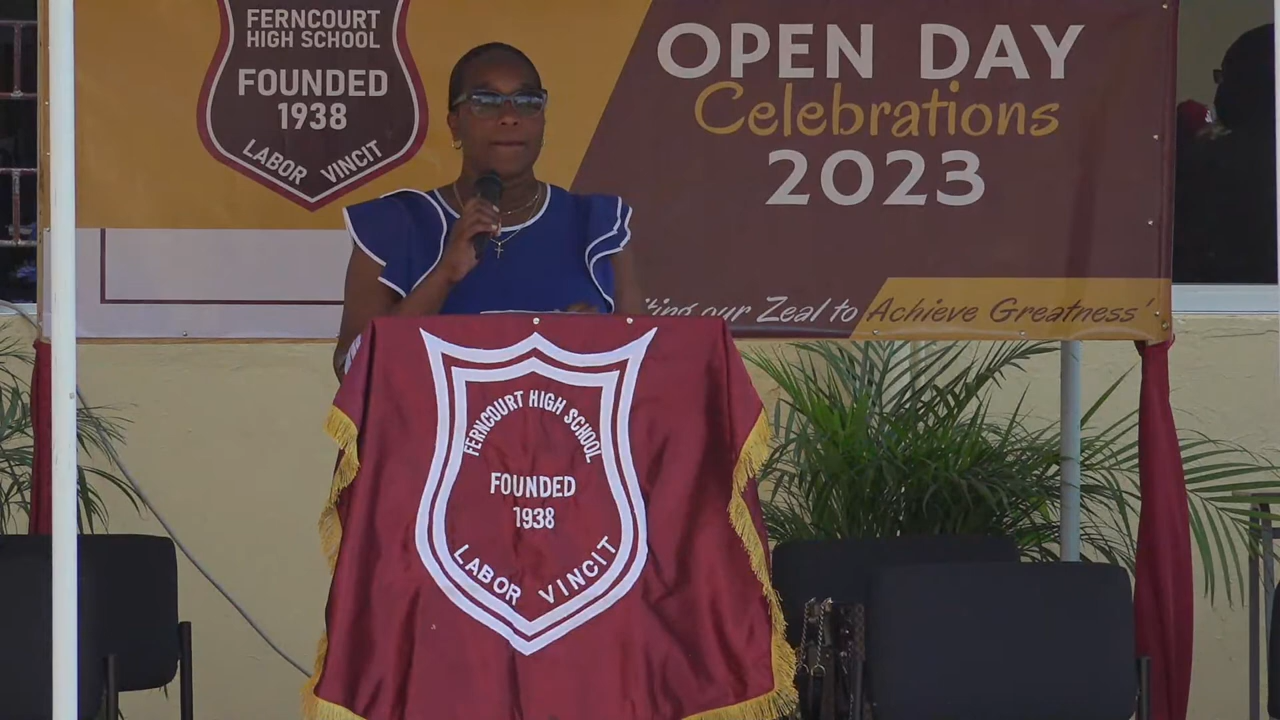 FERNCOURT
HIGH SCHOOL
FOUNDED
1938
LABOR VINCIT
OPEN DAY
Celebrations
2023
our Zeal to Achieve Greatness'
FERNCOURT HIGH SCHOOL
FOUNDED
1938
LABOR VINCIT